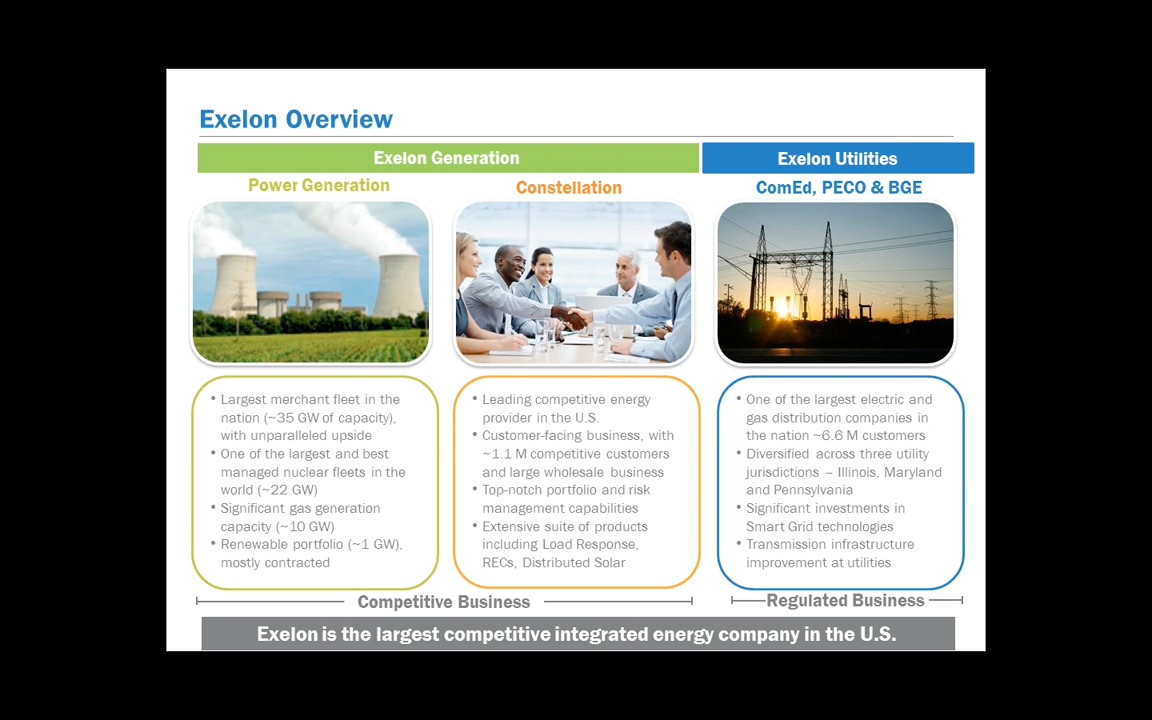 Exelon Overview
Exelon Generation
Exelon Utilities
Power Generation
Constellation
ComEd, PECO & BGE
• Largest merchant fleet in the
nation (~35 GW of capacity),
with unparalleled upside
• One of the largest and best
managed nuclear fleets in the
world (~22 GW)
• Significant gas generation
capacity (~10 GW)
• Renewable portfolio (~1 GW),
mostly contracted
• Leading competitive energy
provider in the U.S.
• Customer-facing business, with
~1.1 M competitive customers
and large wholesale business
• Top-notch portfolio and risk
management capabilities
• Extensive suite of products
including Load Response,
RECs, Distributed Solar
• One of the largest electric and
gas distribution companies in
the nation ~6.6 M customers
• Diversified across three utility
jurisdictions – Illinois, Maryland
and Pennsylvania
• Significant investments in
Smart Grid technologies
• Transmission infrastructure
improvement at utilities
Competitive Business
Regulated Business
Exelon is the largest competitive integrated energy company in the U.S.